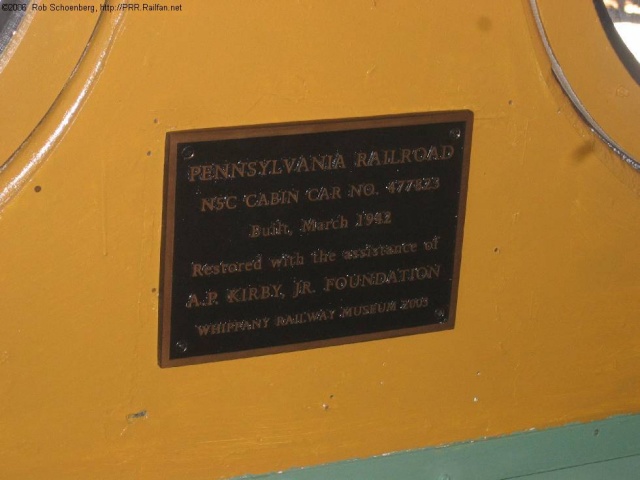 ©2006 Rob Schoenberg, http://PRR.Railfan.net
PENNSYLVANIA RAILROAD
N5C CABIN CAR NO. 477823
Built, March 1942
Restored with the assistance of
A.P. KIRBY, JR. FOUNDATION
WHIPPANY RAILWAY MUSEUM